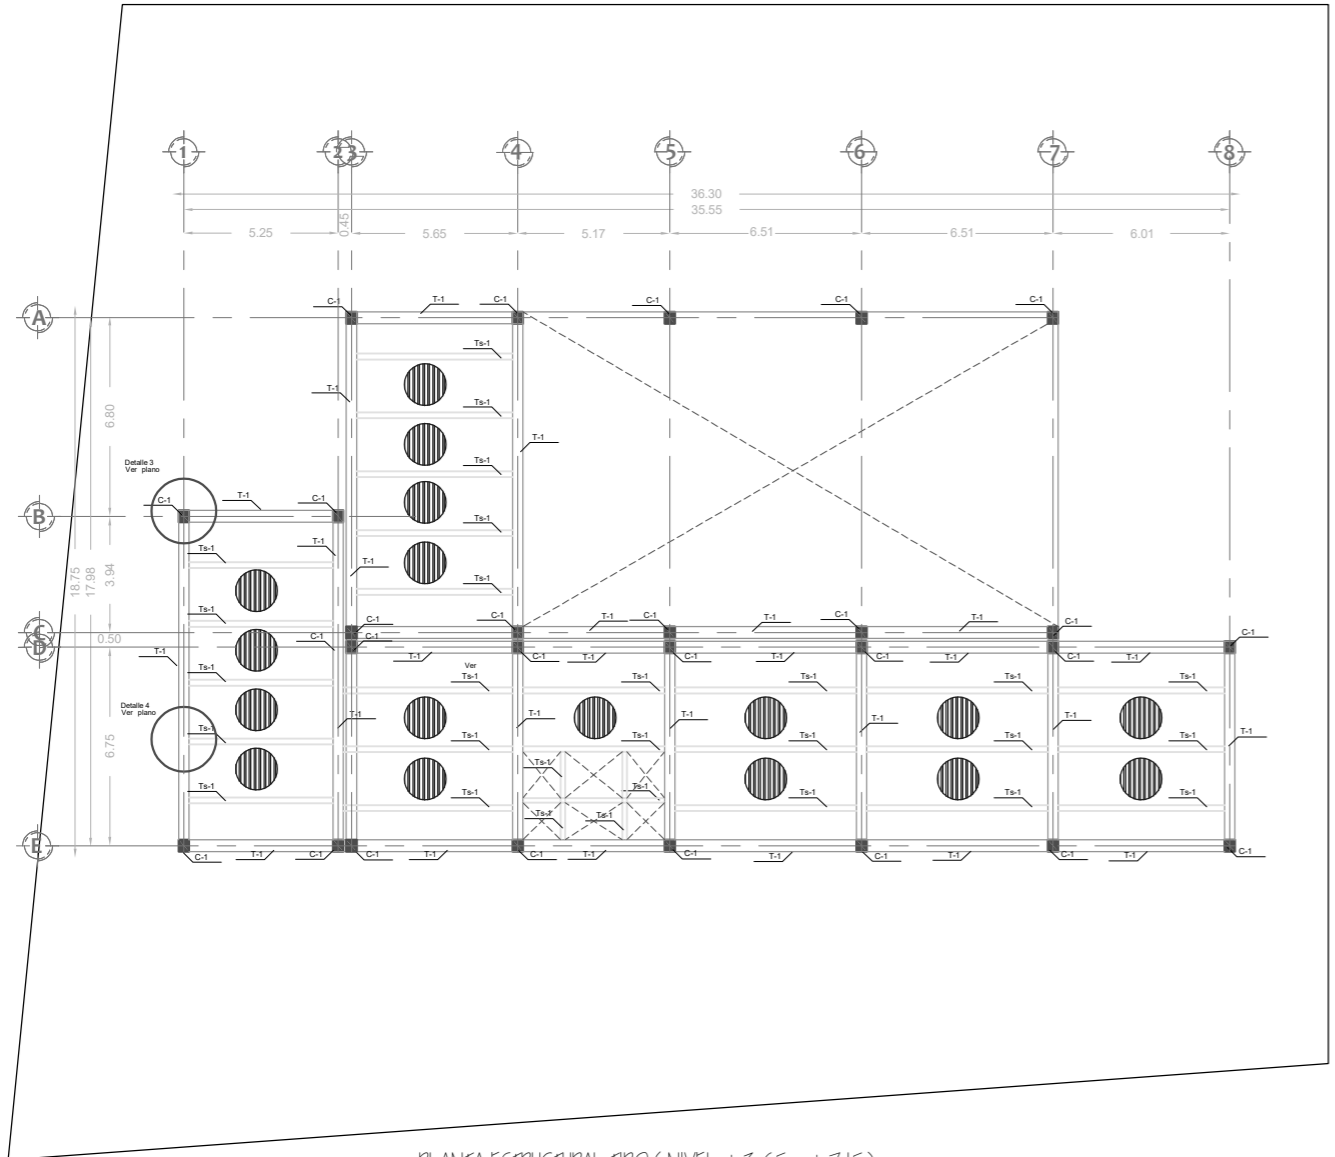 1 2 3 4 5 6 7 8
36.30
35.55
5.25 0.45 5.65 5.17 6.51 6.51 6.01
C-1 T-1 C-1 C-1 C-1 C-1
A
Ts-1
T-1
Ts-1
6.80
T-1
Detalle 3
Ver plano
Ts-1
C-1 T-1 C-1
B
Ts-1
T-1
Ts-1
T-1
18.75 17.98 3.94
Ts-1
Ts-1
C-1 C-1 T-1 C-1 T-1 C-1 T-1 C-1
C
0.50
D
C-1 C-1 C-1
T-1
T-1 C-1 T-1 C-1 T-1 C-1 T-1 C-1 T-1
Ver
Ts-1
Ts-1 Ts-1 Ts-1 Ts-1 Ts-1
Detalle 4
Ver plano
T-1 T-1 T-1 T-1 T-1
Ts-1
T-1
6.75
Ts-1 Ts-1 Ts-1 Ts-1 Ts-1
Ts-1
Ts-1 Ts-1
Ts-1 Ts-1 Ts-1 Ts-1
Ts-1 Ts-1
E
C-1 T-1 C-1 C-1 T-1 C-1 T-1 C-1 T-1 C-1 T-1 C-1 T-1 C-1
PLANTA ESTRUCTURAL TIPO ( NIVEL